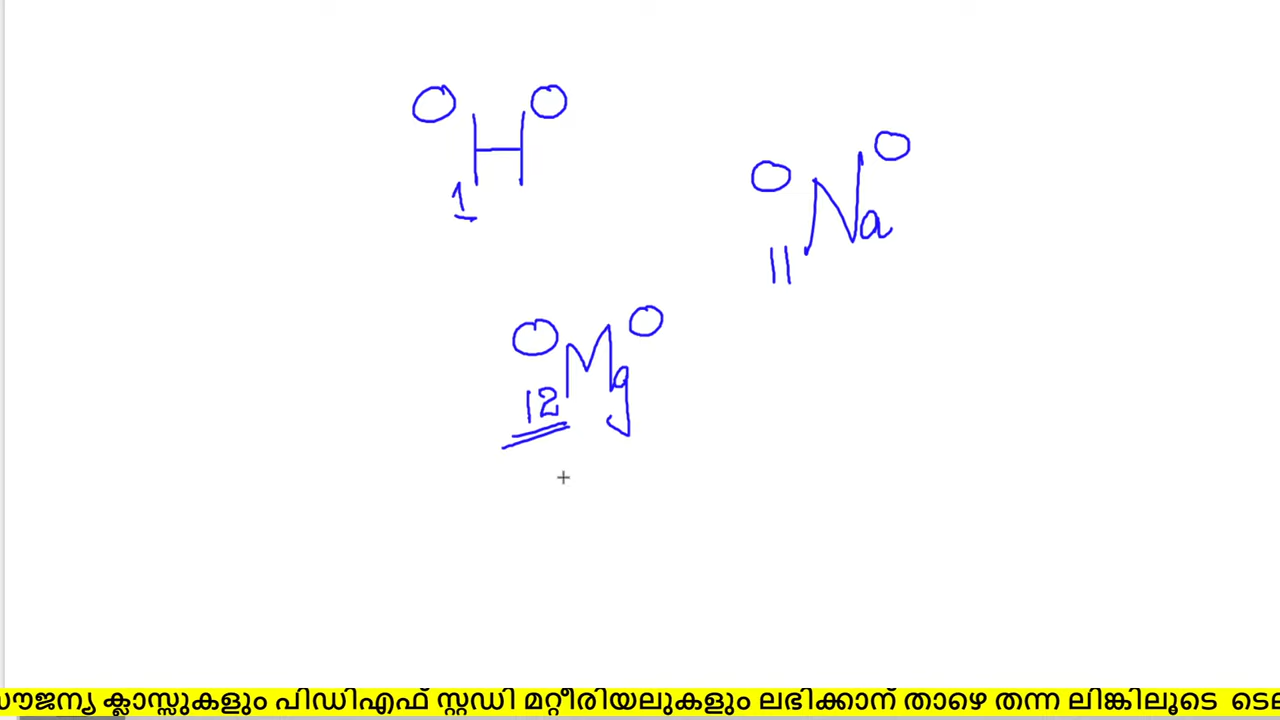 O H O
1
O Na O
11
O Mg O
12
സൗജന്യ ക്ലാസ്സുകളും പിഡിഎഫ് സ്റ്റഡി മറ്റീരിയലുകളും ലഭിക്കാന് താഴെ തന്ന ലിങ്കിലൂടെ